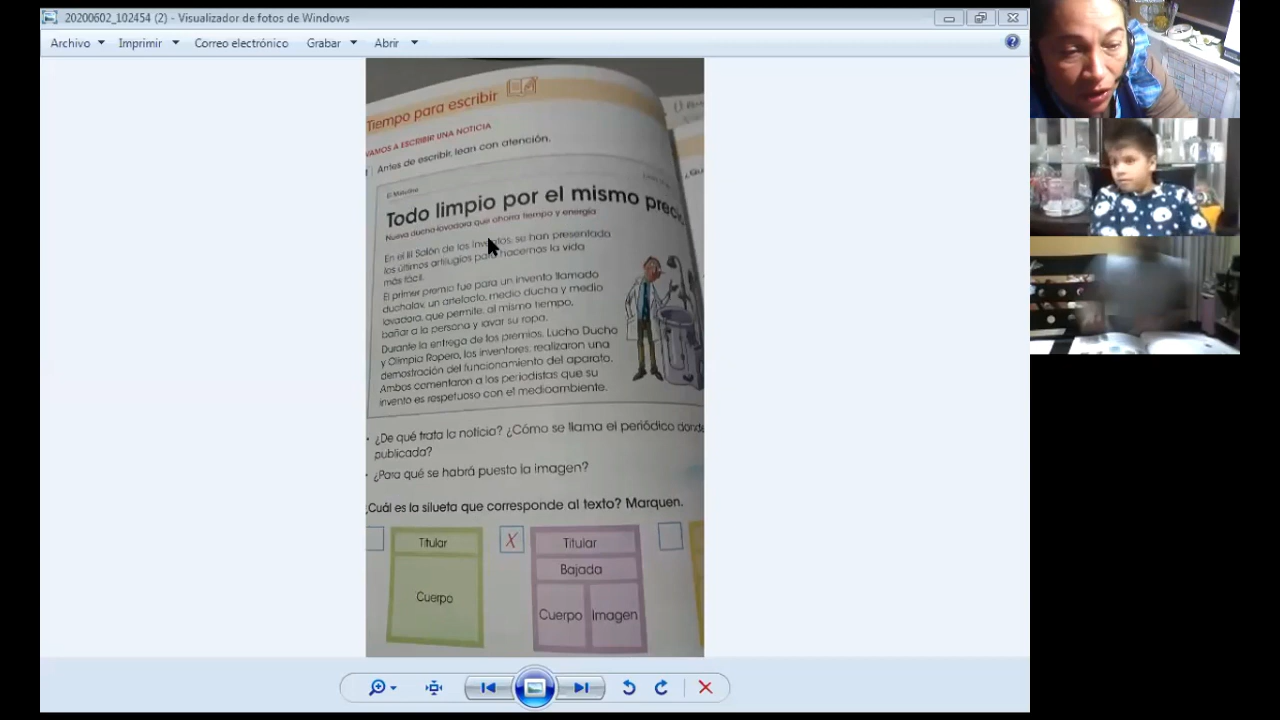 20200602_102454 (2) - Visualizador de fotos de Windows
Archivo Imprimir Correo electrónico Grabar Abrir
Tiempo para escribir
VAMOS A ESCRIBIR UNA NOTICIA
Antes de escribir, lean con atención.
El Matutino
Todo limpio por el mismo preci
Nueva ducha-lavadora que ahorra tiempo y energía
En el III Salón de los Inventos, se han presentado
los últimos artilugios para hacernos la vida
más fácil.
El primer premio fue para un invento llamado
duchalav, un artefacto, medio ducha y medio
lavadora, que permite, al mismo tiempo,
bañar a la persona y lavar su ropa.
Durante la entrega de los premios, Lucho Ducho
y Olimpia Ropero, los inventores, realizaron una
demostración del funcionamiento del aparato.
Ambos comentaron a los periodistas que su
invento es respetuoso con el medioambiente.
• ¿De qué trata la noticia? ¿Cómo se llama el periódico donde
publicada?
• ¿Para qué se habrá puesto la imagen?
¿Cuál es la silueta que corresponde al texto? Marquen.
Titular
Cuerpo
X
Titular
Bajada
Cuerpo Imagen